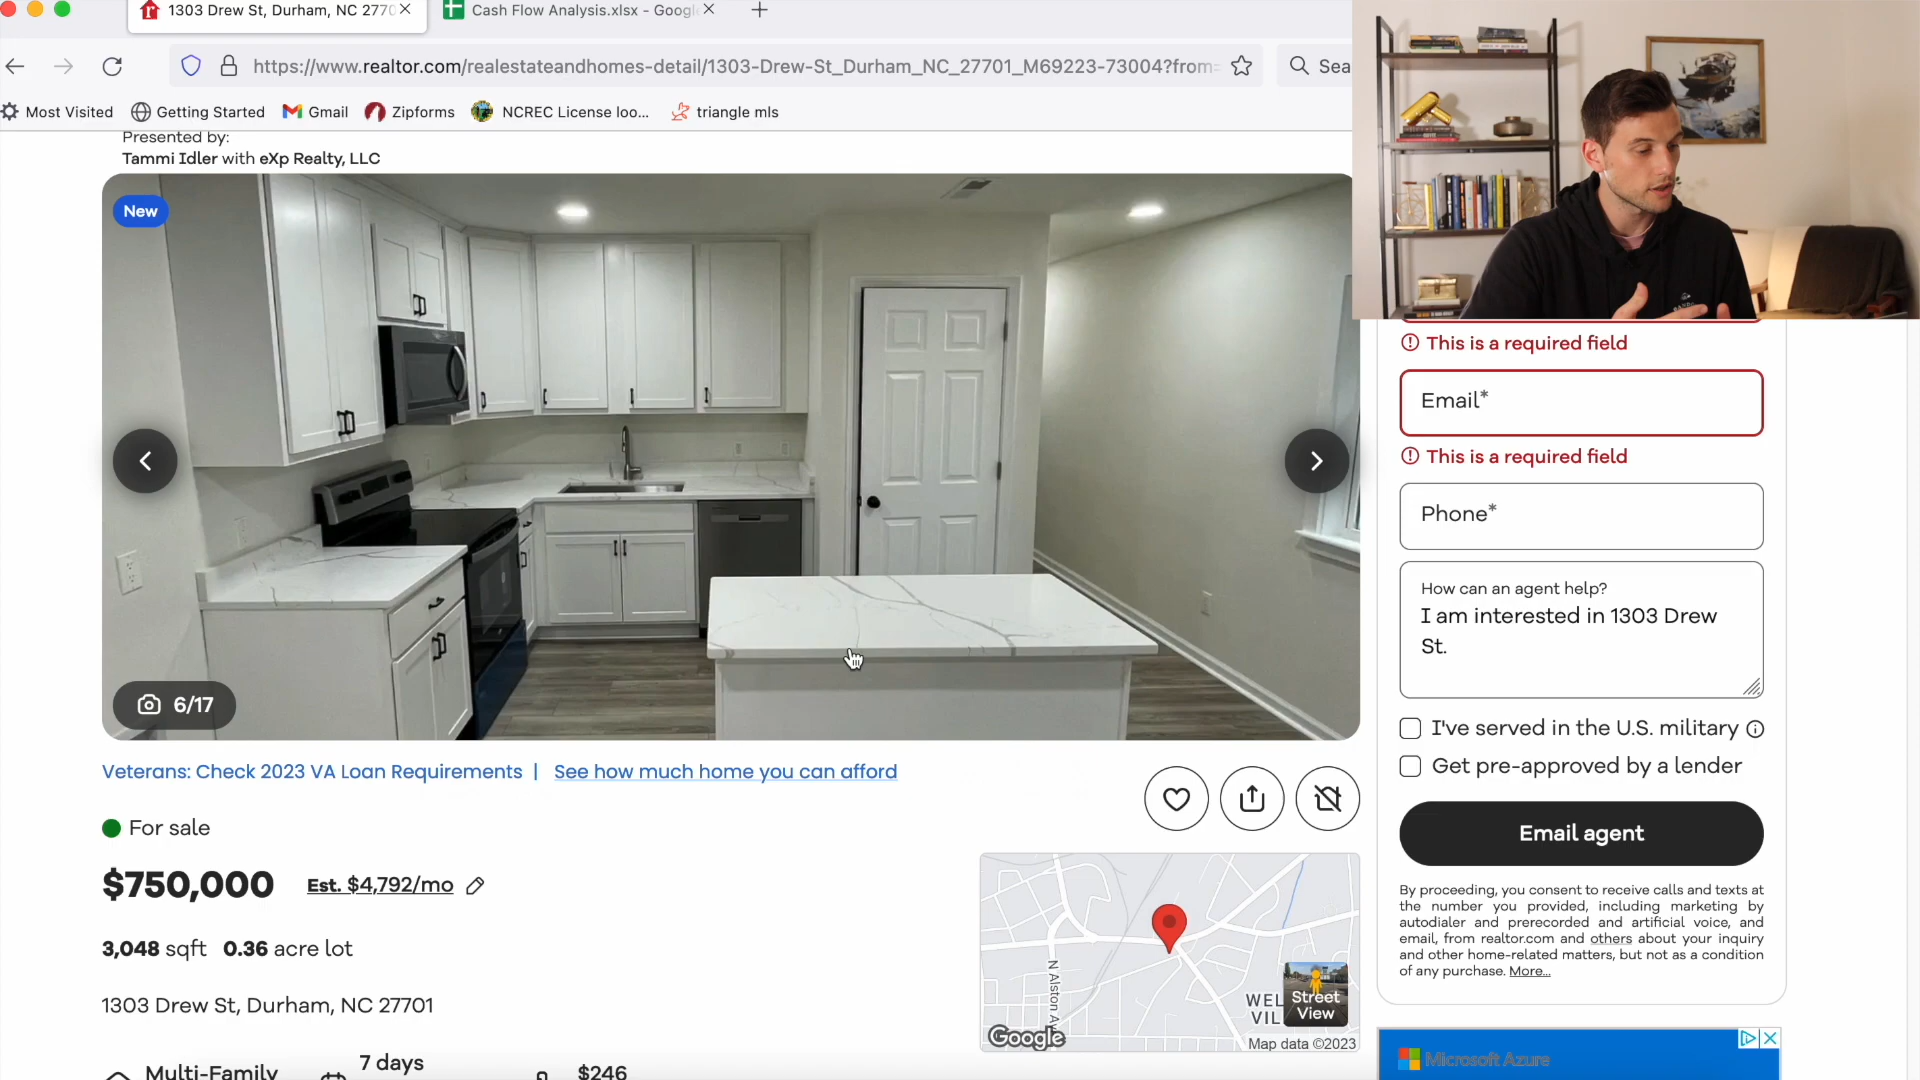 1303 Drew St, Durham, NC 2770
Cash Flow Analysis.xlsx - Googl
https://www.realtor.com/realestateandhomes-detail/1303-Drew-St_Durham_NC_27701_M69223-73004?from=
Sea
Most Visited
Getting Started
Gmail
Zipforms
NCREC License loo...
triangle mls
Presented by:
Tammi Idler with eXp Realty, LLC
New
6/17
Veterans: Check 2023 VA Loan Requirements | See how much home you can afford
For sale
$750,000
Est. $4,792/mo
3,048 sqft 0.36 acre lot
1303 Drew St, Durham, NC 27701
Multi-Family
7 days
$246
N Alston Av
WEL
VIL
Street
View
Google
Map data ©2023
This is a required field
Email*
This is a required field
Phone*
How can an agent help?
I am interested in 1303 Drew
St.
I've served in the U.S. military
Get pre-approved by a lender
Email agent
By proceeding, you consent to receive calls and texts at
the number you provided, including marketing by
autodialer and prerecorded and artificial voice, and
email, from realtor.com and others about your inquiry
and other home-related matters, but not as a condition
of any purchase. More...
Microsoft Azure